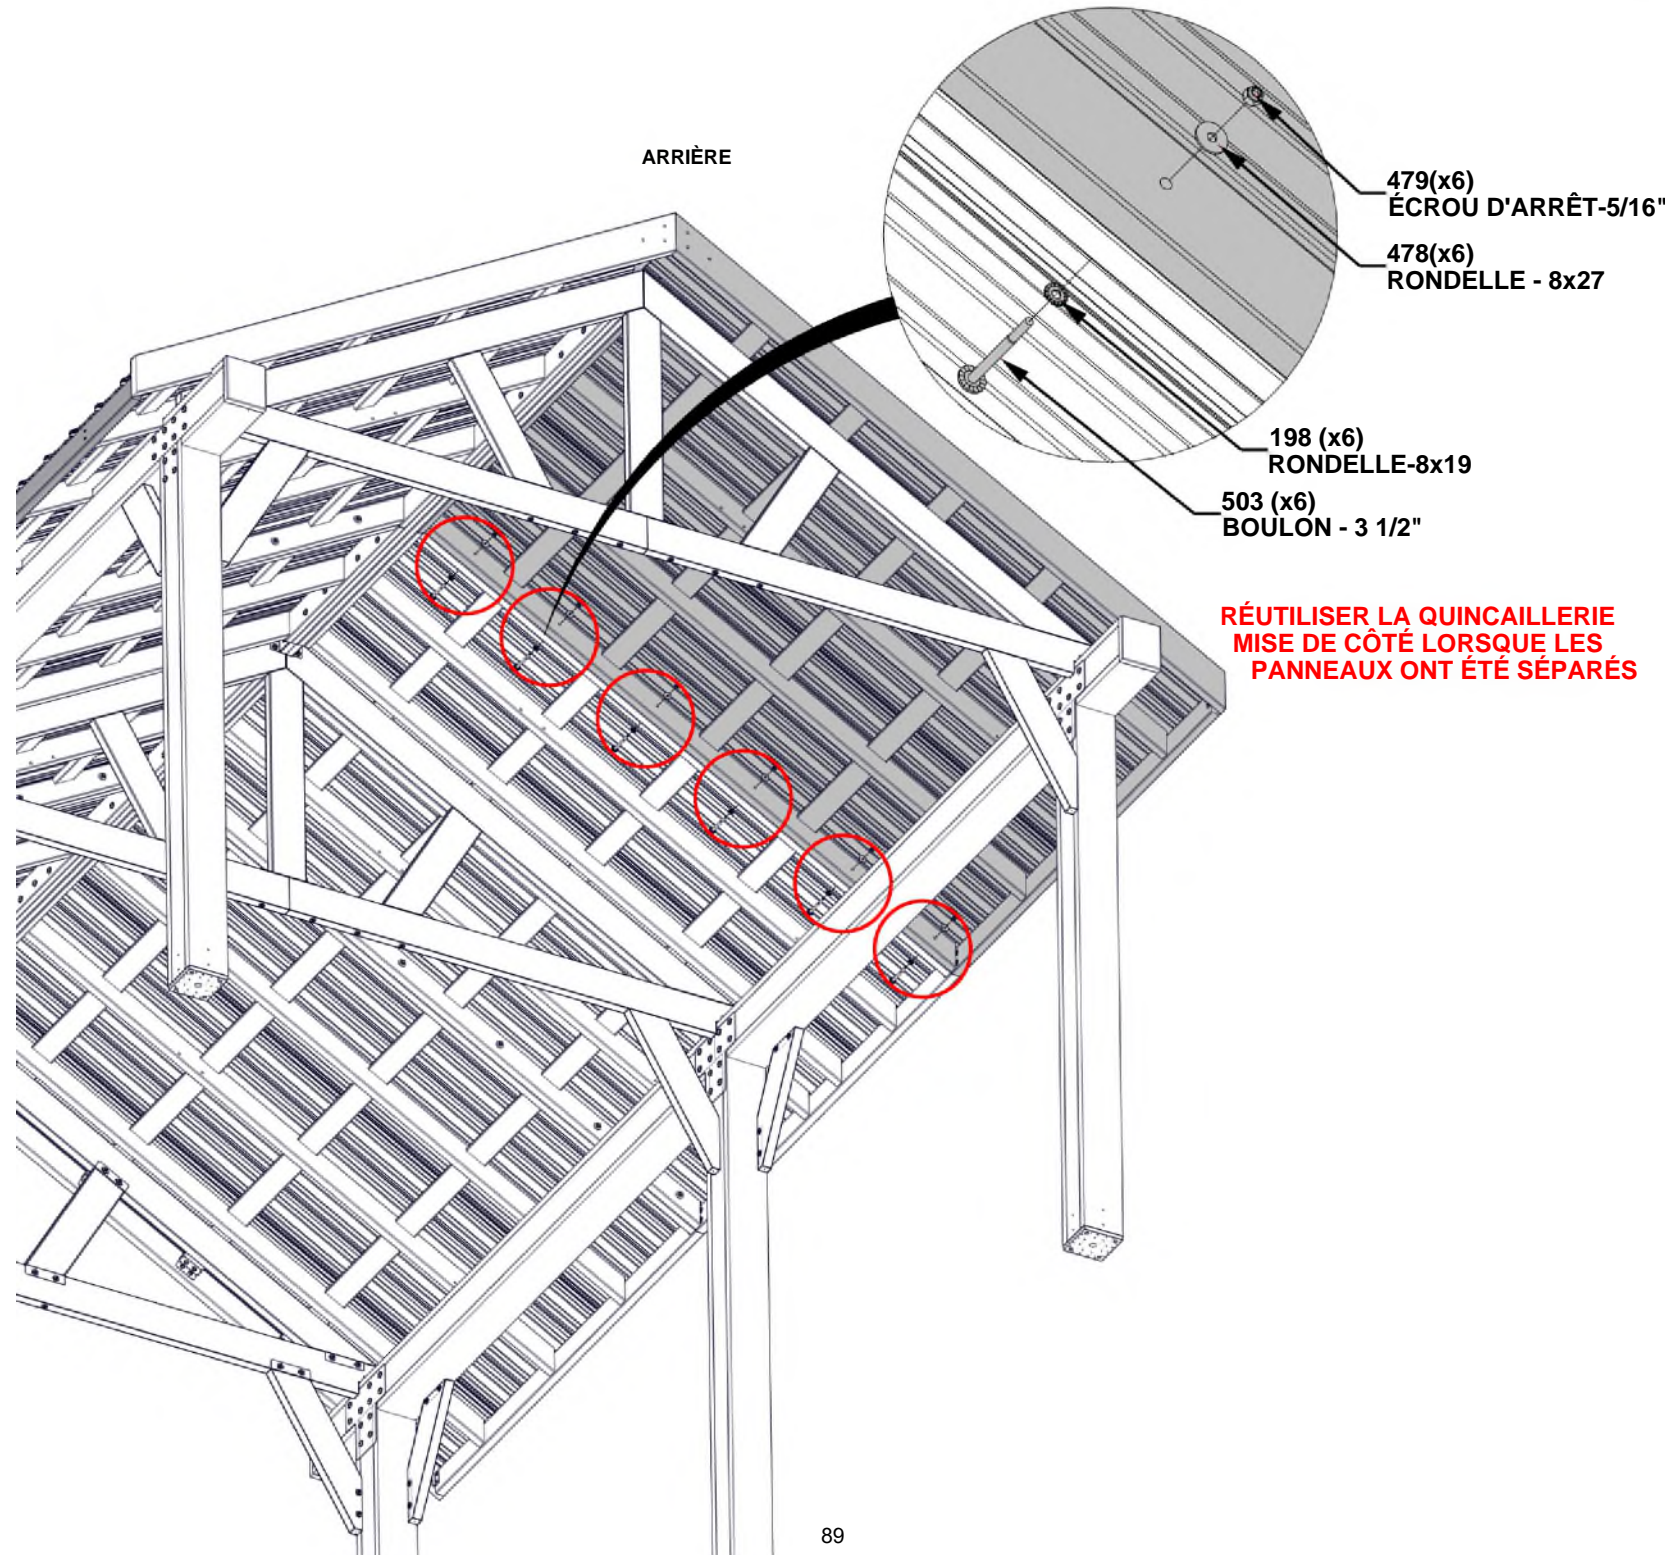 ARRIÈRE
479(x6)
ÉCROU D'ARRÊT-5/16"
478(x6)
RONDELLE - 8x27
198 (x6)
RONDELLE-8x19
503 (x6)
BOULON - 3 1/2"
RÉUTILISER LA QUINCAILLERIE
MISE DE CÔTÉ LORSQUE LES
PANNEAUX ONT ÉTÉ SÉPARÉS
89